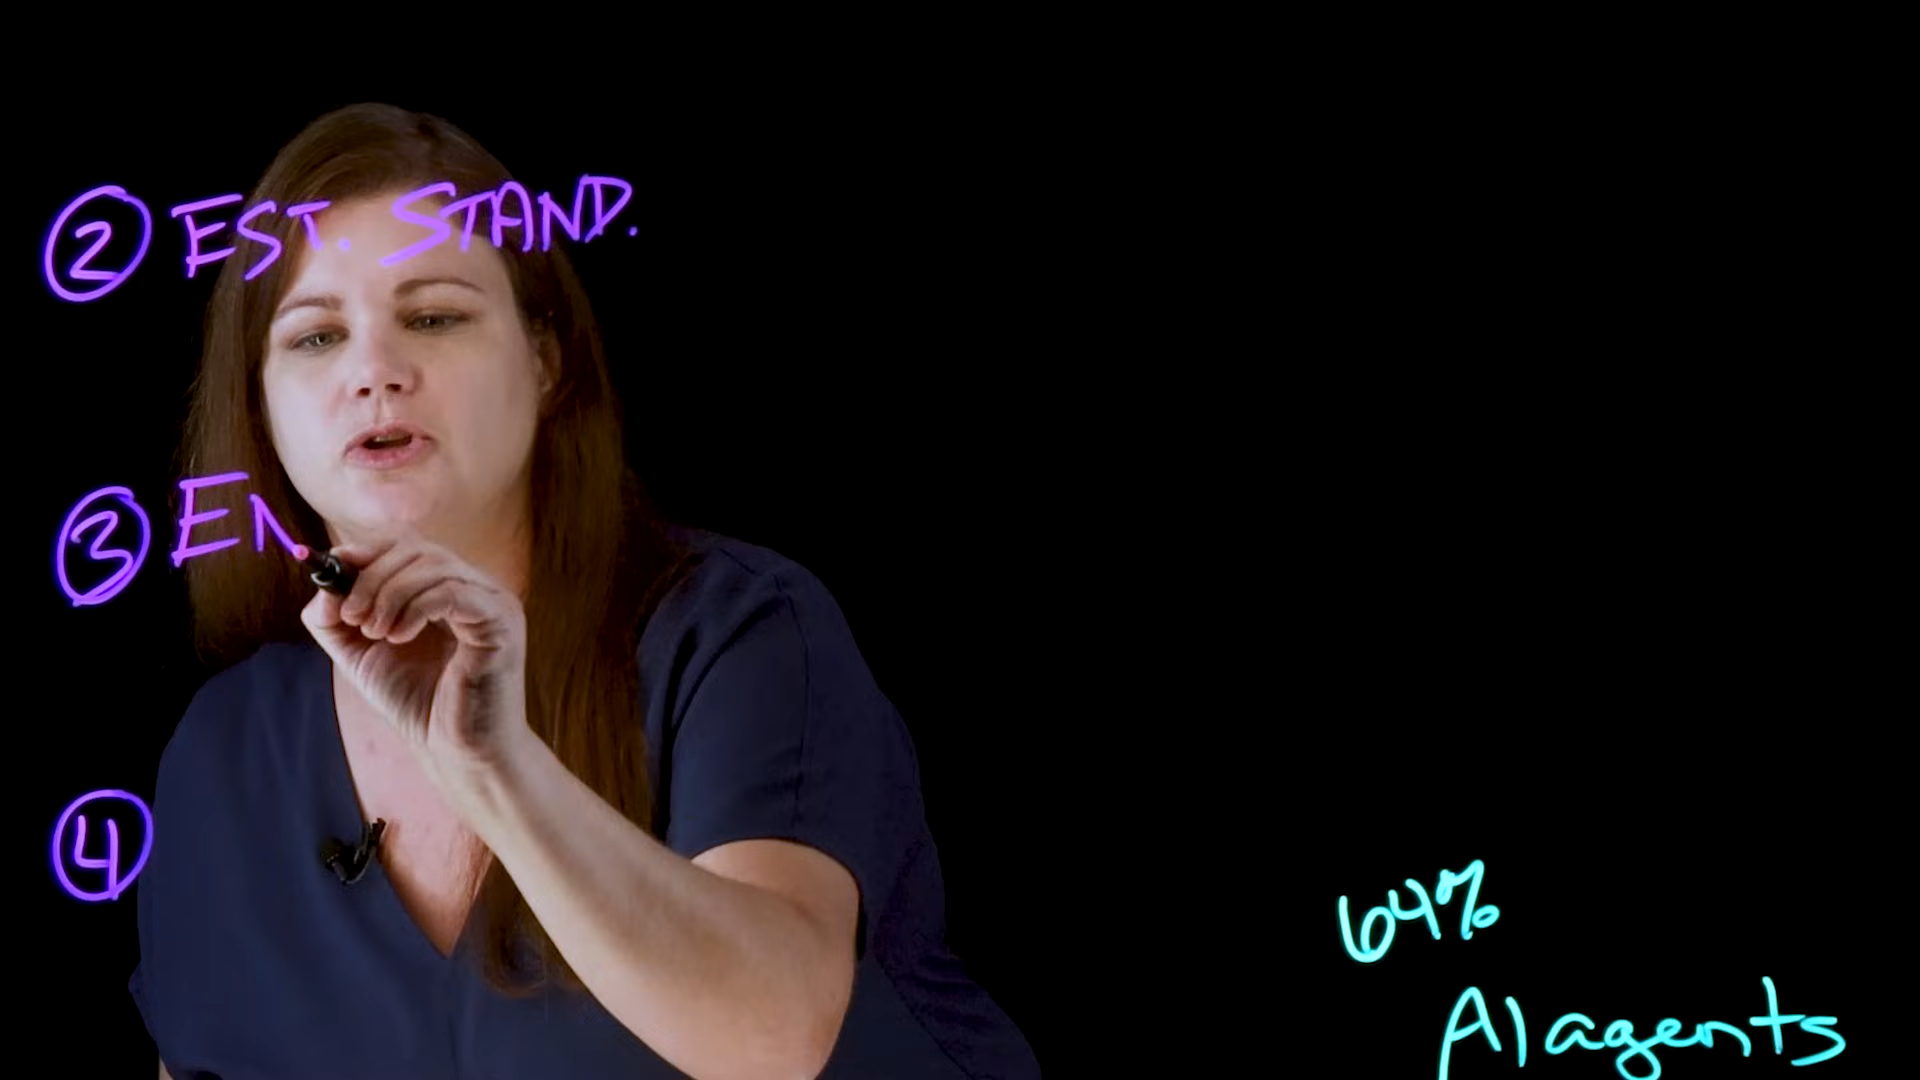 ② EST. STAND.
③ EN
④
64%
AI agents